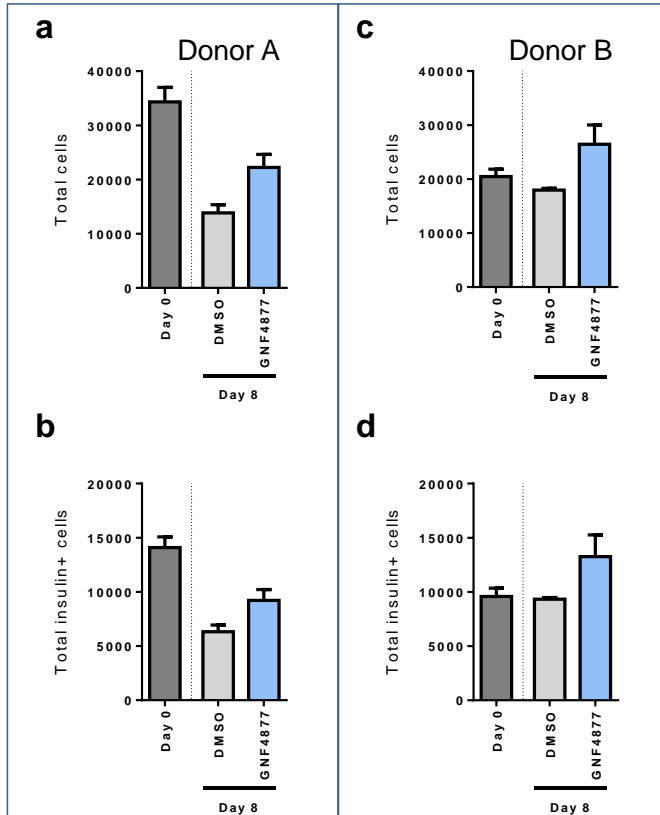 a
Donor A
Total cells
40000
30000
20000
10000
0
Day 0
DMSO
GNF4877
Day 8
b
Total insulin+ cells
20000
15000
10000
5000
0
Day 0
DMSO
GNF4877
Day 8
c
Donor B
Total cells
40000
30000
20000
10000
0
Day 0
DMSO
GNF4877
Day 8
d
Total insulin+ cells
20000
15000
10000
5000
0
Day 0
DMSO
GNF4877
Day 8